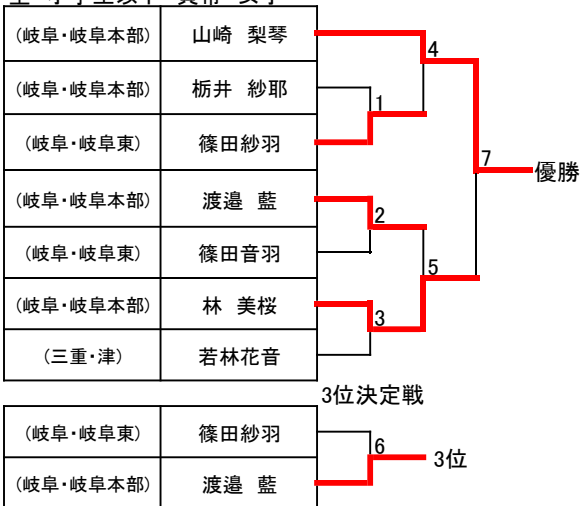 (岐阜・岐阜本部) 山崎 梨琴
4
(岐阜・岐阜本部) 栃井 紗耶
1
(岐阜・岐阜東) 篠田紗羽
7
優勝
(岐阜・岐阜本部) 渡邉 藍
2
(岐阜・岐阜東) 篠田音羽
5
(岐阜・岐阜本部) 林 美桜
3
(三重・津) 若林花音
3位決定戦
(岐阜・岐阜東) 篠田紗羽
6
3位
(岐阜・岐阜本部) 渡邉 藍